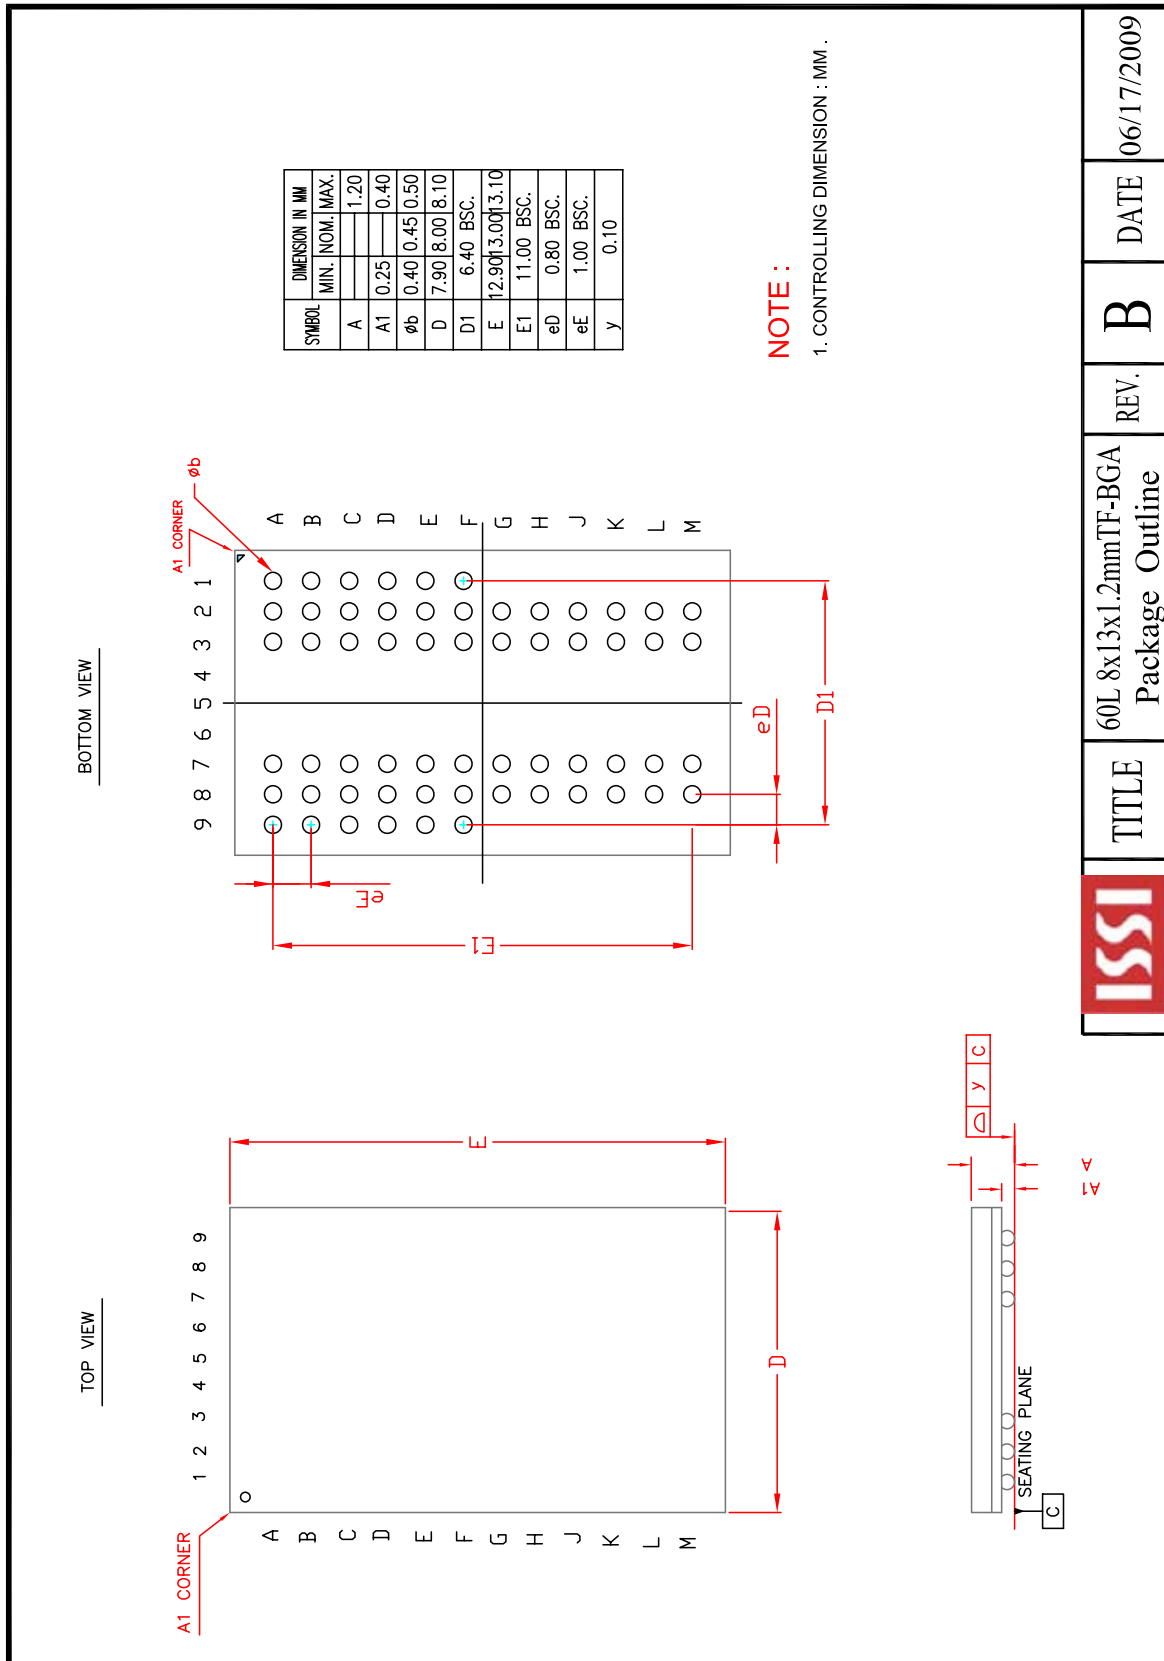 TOP VIEW
A1 CORNER
1 2 3 4 5 6 7 8 9
A
B
C
D
E
F
G
H
J
K
L
M
E
D
BOTTOM VIEW
A1 CORNER
øb
9 8 7 6 5 4 3 2 1
A
B
C
D
E
F
G
H
J
K
L
M
eE
E1
eD
D1
SYMBOL DIMENSION IN MM
MIN. NOM. MAX.
A 1.20
A1 0.25 0.40
øb 0.40 0.45 0.50
D 7.90 8.00 8.10
D1 6.40 BSC.
E 12.90 13.00 13.10
E1 11.00 BSC.
eD 0.80 BSC.
eE 1.00 BSC.
y 0.10
NOTE :
1. CONTROLLING DIMENSION : MM .
SEATING PLANE
C
y C
A
A1
ISSI
TITLE
60L 8x13x1.2mmTF-BGA
Package Outline
REV.
B
DATE
06/17/2009